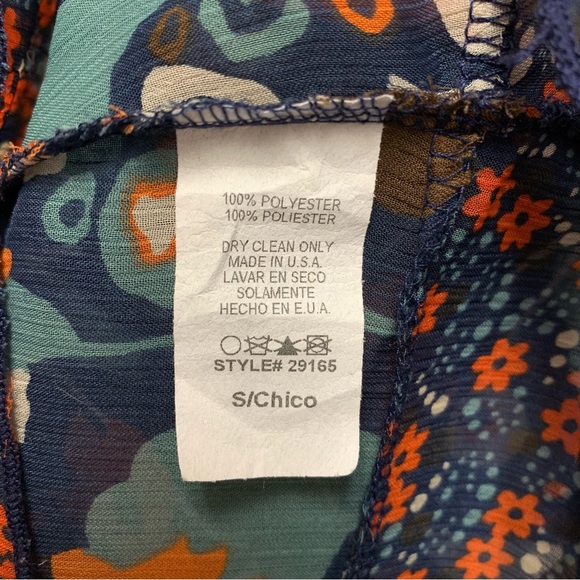 100% POLYESTER
100% POLIESTER
DRY CLEAN ONLY
MADE IN U.S.A.
LAVAR EN SECO
SOLAMENTE
HECHO EN E.U.A.
STYLE# 29165
S/Chico